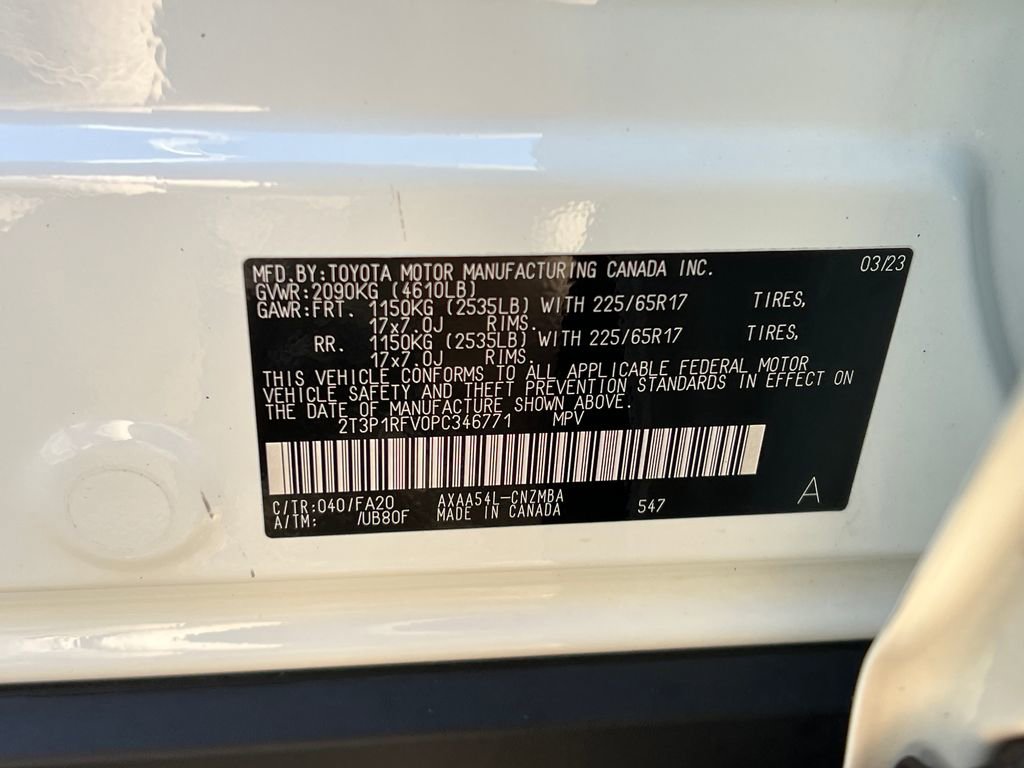 MFD.BY:TOYOTA MOTOR MANUFACTURING CANADA INC. 03/23
GVWR:2090KG (4610LB)
GAWR:FRT. 1150KG (2535LB) WITH 225/65R17 TIRES,
17x7.0J RIMS.
RR. 1150KG (2535LB) WITH 225/65R17 TIRES,
17x7.0J RIMS.
THIS VEHICLE CONFORMS TO ALL APPLICABLE FEDERAL MOTOR
VEHICLE SAFETY AND THEFT PREVENTION STANDARDS IN EFFECT ON
THE DATE OF MANUFACTURE SHOWN ABOVE.
2T3P1RFV0PC346771 MPV
C/TR:040/FA20 AXAA54L-CNZMBA A
A/TM: /UB80F MADE IN CANADA 547